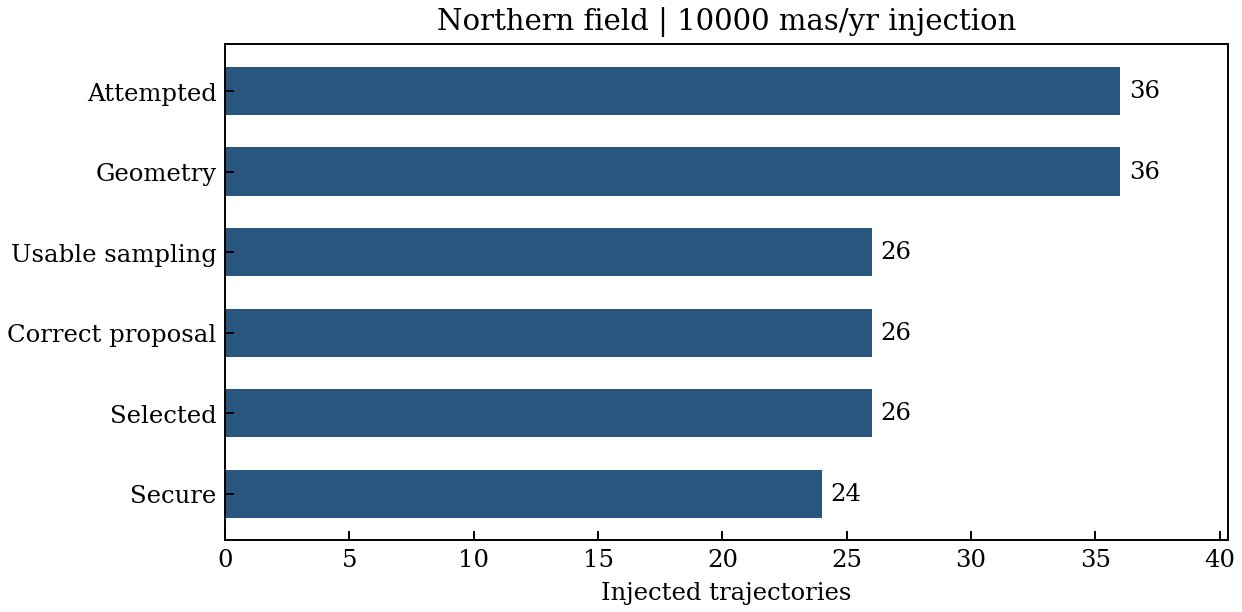 Northern field | 10000 mas/yr injection
Attempted 36
Geometry 36
Usable sampling 26
Correct proposal 26
Selected 26
Secure 24
0 5 10 15 20 25 30 35 40
Injected trajectories